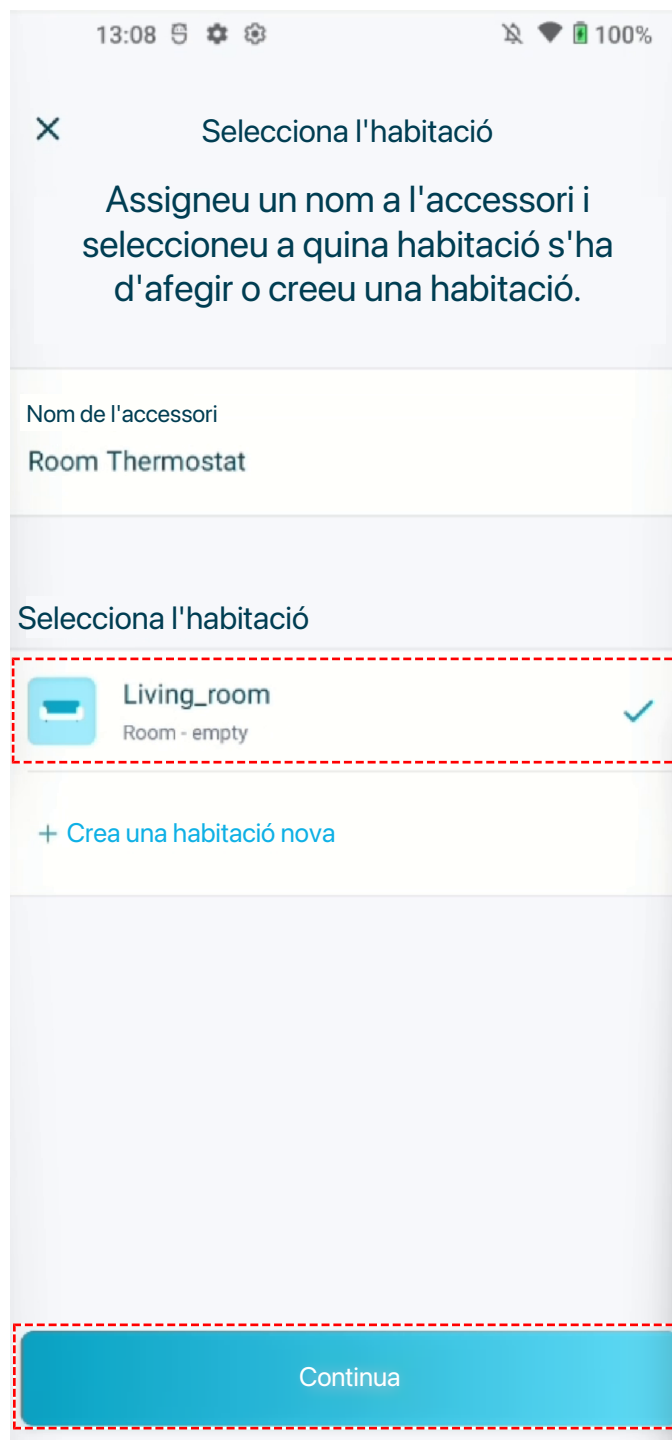 13:08 100%
Selecciona l'habitació
Assigneu un nom a l'accessori i
seleccioneu a quina habitació s'ha
d'afegir o creeu una habitació.
Nom de l'accessori
Room Thermostat
Selecciona l'habitació
Living_room
Room - empty
+ Crea una habitació nova
Continua